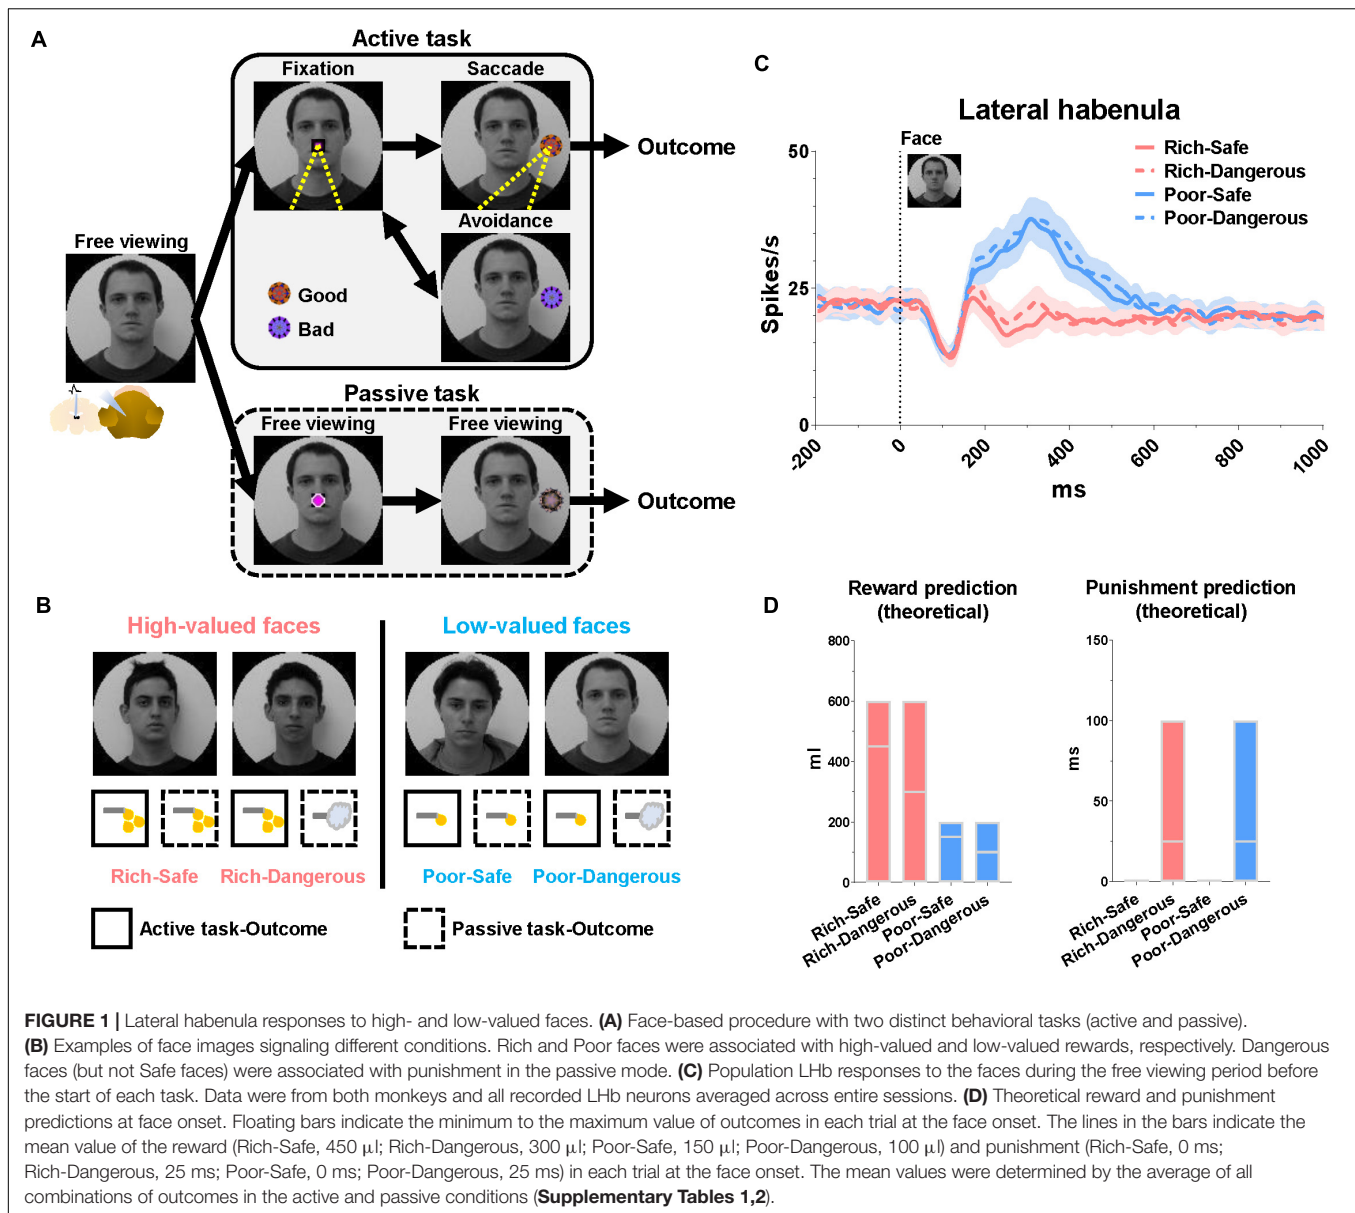 A
Active task
Fixation
Saccade
Outcome
Avoidance
Free viewing
Good
Bad
Passive task
Free viewing
Free viewing
Outcome
C
Lateral habenula
Face
Rich-Safe
Rich-Dangerous
Poor-Safe
Poor-Dangerous
50
25
0
Spikes/s
-200
0
200
400
600
800
1000
ms
B
High-valued faces
Low-valued faces
Rich-Safe
Rich-Dangerous
Poor-Safe
Poor-Dangerous
Active task-Outcome
Passive task-Outcome
D
Reward prediction
(theoretical)
800
600
400
200
0
ml
Rich-Safe
Rich-Dangerous
Poor-Safe
Poor-Dangerous
Punishment prediction
(theoretical)
150
100
50
0
ms
Rich-Safe
Rich-Dangerous
Poor-Safe
Poor-Dangerous
FIGURE 1 | Lateral habenula responses to high- and low-valued faces. (A) Face-based procedure with two distinct behavioral tasks (active and passive).
(B) Examples of face images signaling different conditions. Rich and Poor faces were associated with high-valued and low-valued rewards, respectively. Dangerous
faces (but not Safe faces) were associated with punishment in the passive mode. (C) Population LHb responses to the faces during the free viewing period before
the start of each task. Data were from both monkeys and all recorded LHb neurons averaged across entire sessions. (D) Theoretical reward and punishment
predictions at face onset. Floating bars indicate the minimum to the maximum value of outcomes in each trial at the face onset. The lines in the bars indicate the
mean value of the reward (Rich-Safe, 450 μl; Rich-Dangerous, 300 μl; Poor-Safe, 150 μl; Poor-Dangerous, 100 μl) and punishment (Rich-Safe, 0 ms;
Rich-Dangerous, 25 ms; Poor-Safe, 0 ms; Poor-Dangerous, 25 ms) in each trial at the face onset. The mean values were determined by the average of all
combinations of outcomes in the active and passive conditions (Supplementary Tables 1,2).